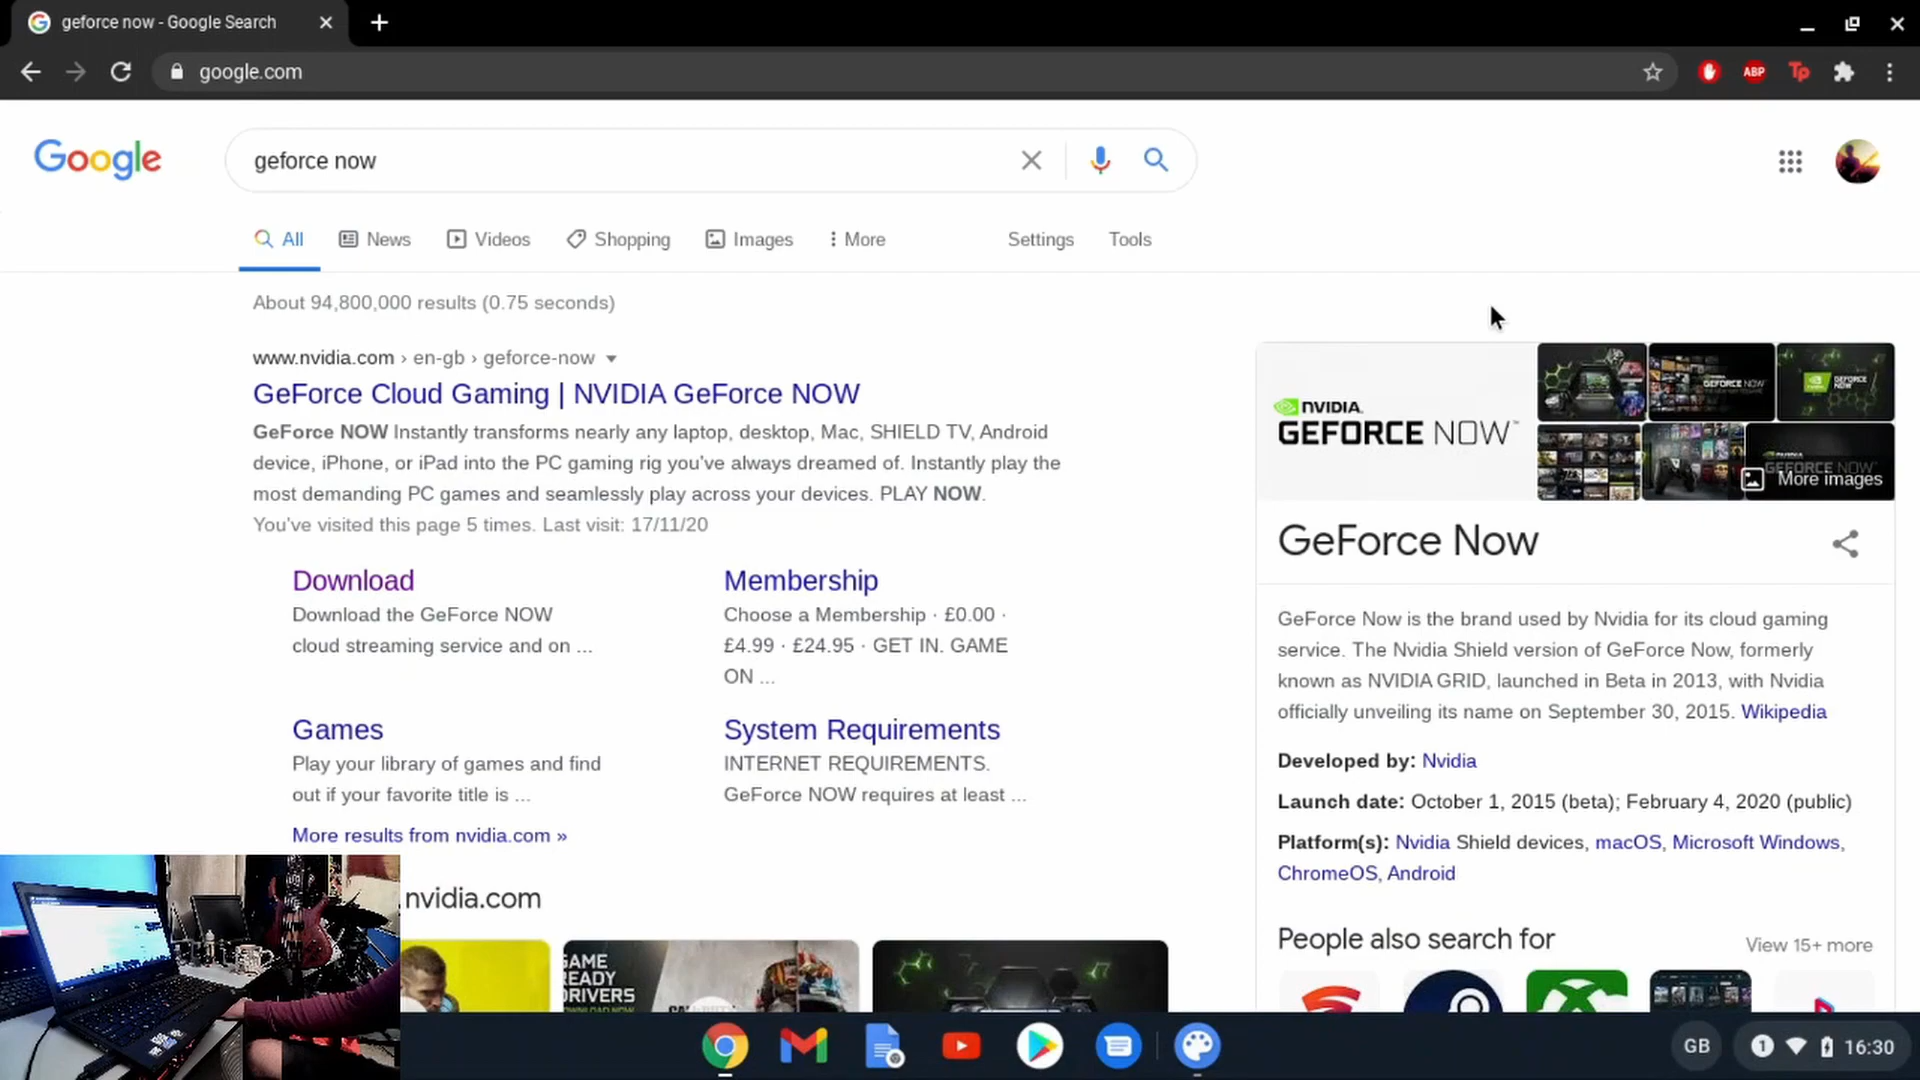 geforce now - Google Search
google.com
ABP
Tp
Google
geforce now
All
News
Videos
Shopping
Images
More
Settings
Tools
About 94,800,000 results (0.75 seconds)
www.nvidia.com › en-gb › geforce-now
GeForce Cloud Gaming | NVIDIA GeForce NOW
GeForce NOW Instantly transforms nearly any laptop, desktop, Mac, SHIELD TV, Android
device, iPhone, or iPad into the PC gaming rig you've always dreamed of. Instantly play the
most demanding PC games and seamlessly play across your devices. PLAY NOW.
You've visited this page 5 times. Last visit: 17/11/20
Download
Download the GeForce NOW
cloud streaming service and on ...
Membership
Choose a Membership · £0.00 ·
£4.99 · £24.95 · GET IN. GAME
ON ...
Games
Play your library of games and find
out if your favorite title is ...
System Requirements
INTERNET REQUIREMENTS.
GeForce NOW requires at least ...
More results from nvidia.com »
nvidia.com
GAME
READY
DRIVERS
NVIDIA.
GEFORCE NOW™
GEFORCE NOW
GEFORCE NOW
More images
GeForce Now
GeForce Now is the brand used by Nvidia for its cloud gaming
service. The Nvidia Shield version of GeForce Now, formerly
known as NVIDIA GRID, launched in Beta in 2013, with Nvidia
officially unveiling its name on September 30, 2015. Wikipedia
Developed by: Nvidia
Launch date: October 1, 2015 (beta); February 4, 2020 (public)
Platform(s): Nvidia Shield devices, macOS, Microsoft Windows,
ChromeOS, Android
People also search for
View 15+ more
GB
1
16:30